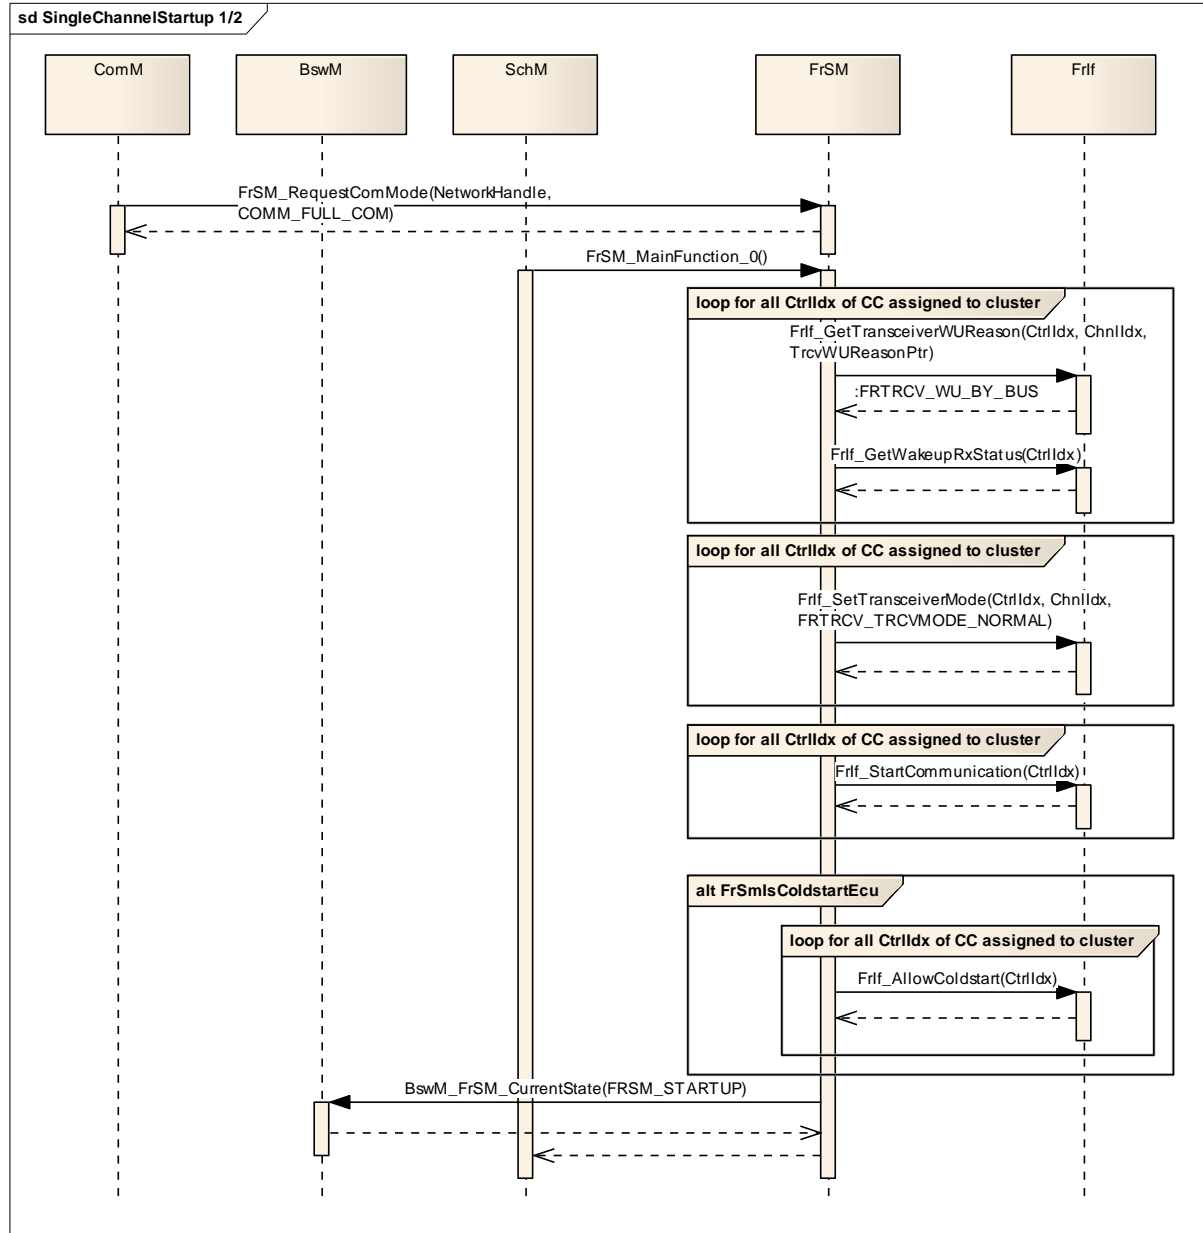 sd SingleChannelStartup 1/2
ComM
BswM
SchM
FrSM
FrIf
FrSM_RequestComMode(NetworkHandle,
COMM_FULL_COM)
FrSM_MainFunction_0()
loop for all CtrlIdx of CC assigned to cluster
FrIf_GetTransceiverWUReason(CtrlIdx, ChnlIdx,
TrcvWUReasonPtr)
:FRTRCV_WU_BY_BUS
FrIf_GetWakeupRxStatus(CtrlIdx)
loop for all CtrlIdx of CC assigned to cluster
FrIf_SetTransceiverMode(CtrlIdx, ChnlIdx,
FRTRCV_TRCVMODE_NORMAL)
loop for all CtrlIdx of CC assigned to cluster
FrIf_StartCommunication(CtrlIdx)
alt FrSmIsColdstartEcu
loop for all CtrlIdx of CC assigned to cluster
FrIf_AllowColdstart(CtrlIdx)
BswM_FrSM_CurrentState(FRSM_STARTUP)